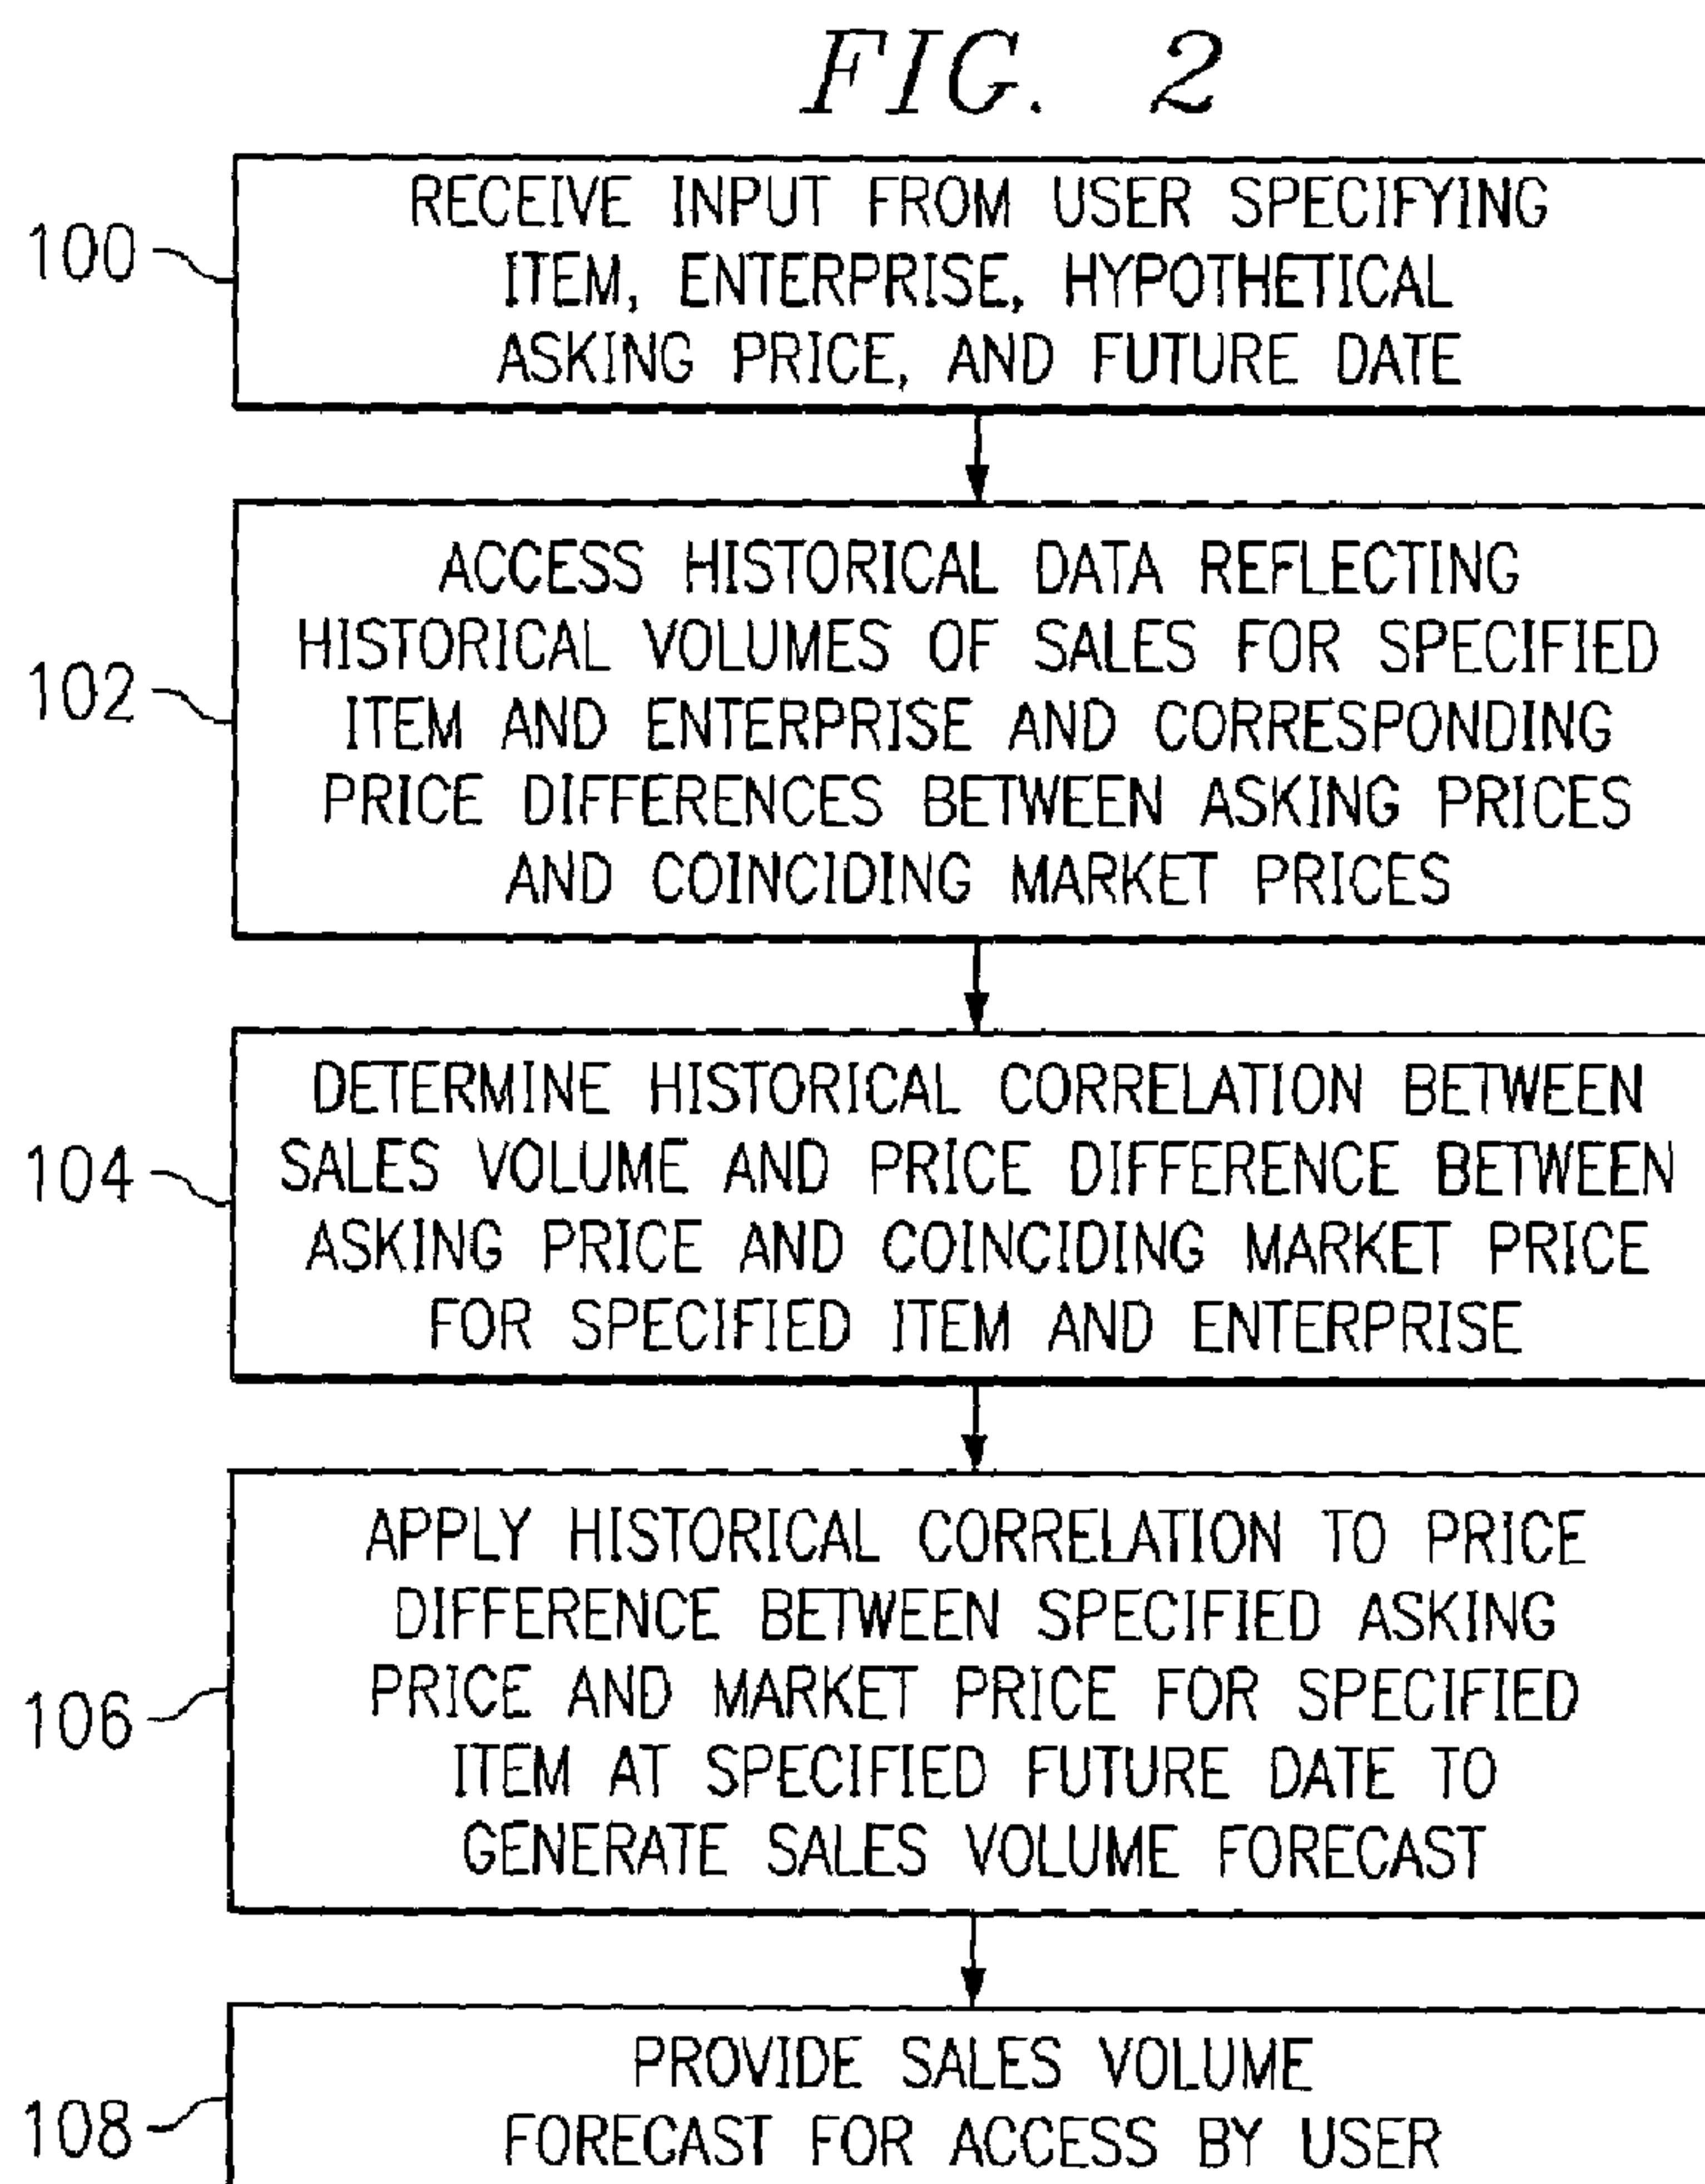 FIG. 2
100
RECEIVE INPUT FROM USER SPECIFYING
ITEM, ENTERPRISE, HYPOTHETICAL
ASKING PRICE, AND FUTURE DATE
102
ACCESS HISTORICAL DATA REFLECTING
HISTORICAL VOLUMES OF SALES FOR SPECIFIED
ITEM AND ENTERPRISE AND CORRESPONDING
PRICE DIFFERENCES BETWEEN ASKING PRICES
AND COINCIDING MARKET PRICES
104
DETERMINE HISTORICAL CORRELATION BETWEEN
SALES VOLUME AND PRICE DIFFERENCE BETWEEN
ASKING PRICE AND COINCIDING MARKET PRICE
FOR SPECIFIED ITEM AND ENTERPRISE
106
APPLY HISTORICAL CORRELATION TO PRICE
DIFFERENCE BETWEEN SPECIFIED ASKING
PRICE AND MARKET PRICE FOR SPECIFIED
ITEM AT SPECIFIED FUTURE DATE TO
GENERATE SALES VOLUME FORECAST
108
PROVIDE SALES VOLUME
FORECAST FOR ACCESS BY USER